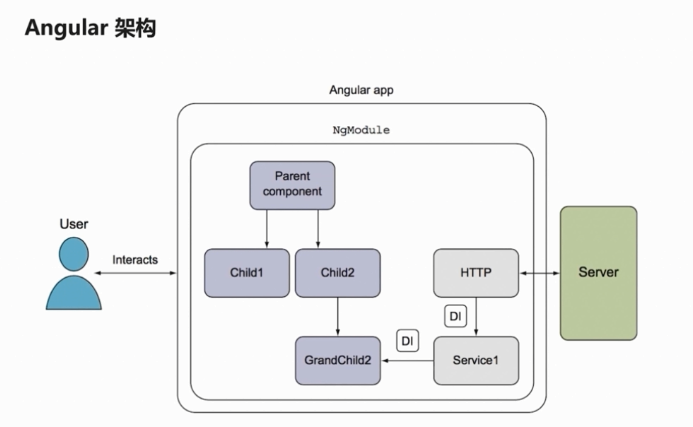 Angular 架构
Angular app
NgModule
Parent
component
User
Interacts
Child1
Child2
HTTP
Server
DI
DI
GrandChild2
Service1